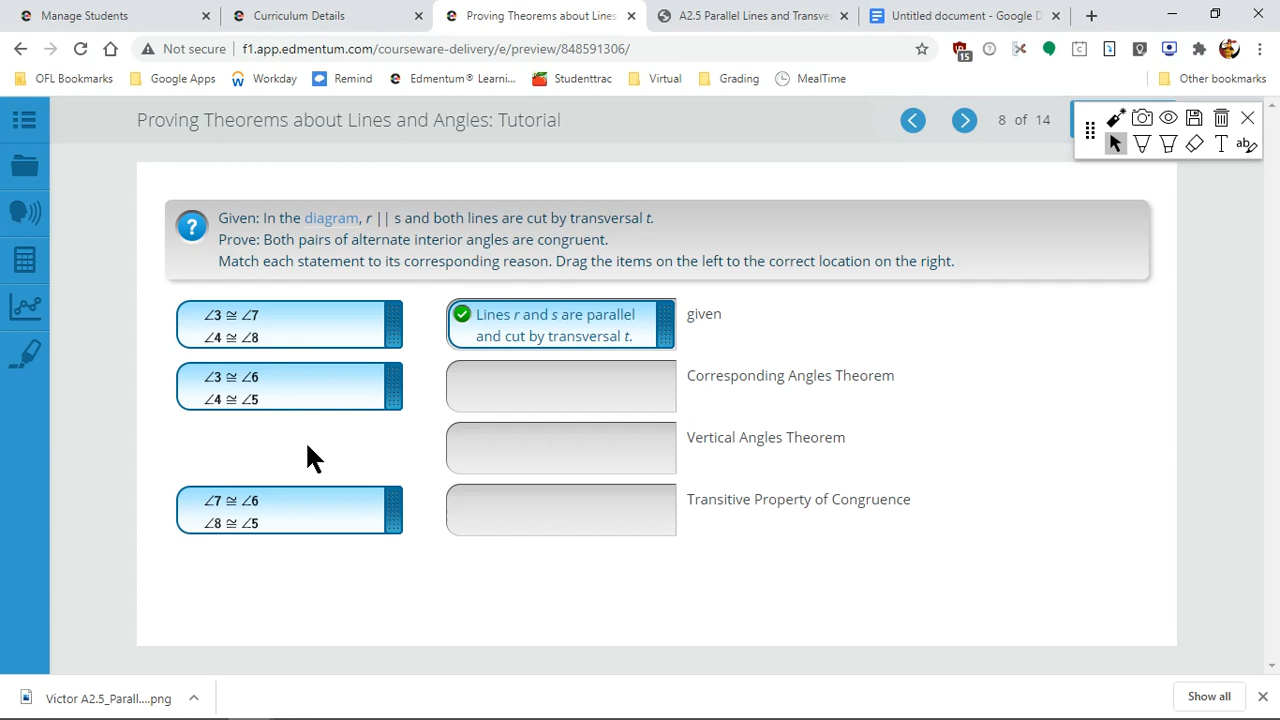 Manage Students
Curriculum Details
Proving Theorems about Lines
A2.5 Parallel Lines and Transve
Untitled document - Google D
Not secure
f1.app.edmentum.com/courseware-delivery/e/preview/848591306/
15
OFL Bookmarks
Google Apps
Workday
Remind
Edmentum® Learni...
Studenttrac
Virtual
Grading
MealTime
Other bookmarks
Proving Theorems about Lines and Angles: Tutorial
8 of 14
Given: In the diagram, r || s and both lines are cut by transversal t.
Prove: Both pairs of alternate interior angles are congruent.
Match each statement to its corresponding reason. Drag the items on the left to the correct location on the right.
∠3 ≅ ∠7
∠4 ≅ ∠8
Lines r and s are parallel
and cut by transversal t.
given
∠3 ≅ ∠6
∠4 ≅ ∠5
Corresponding Angles Theorem
Vertical Angles Theorem
∠7 ≅ ∠6
∠8 ≅ ∠5
Transitive Property of Congruence
Victor A2.5_Parall....png
Show all